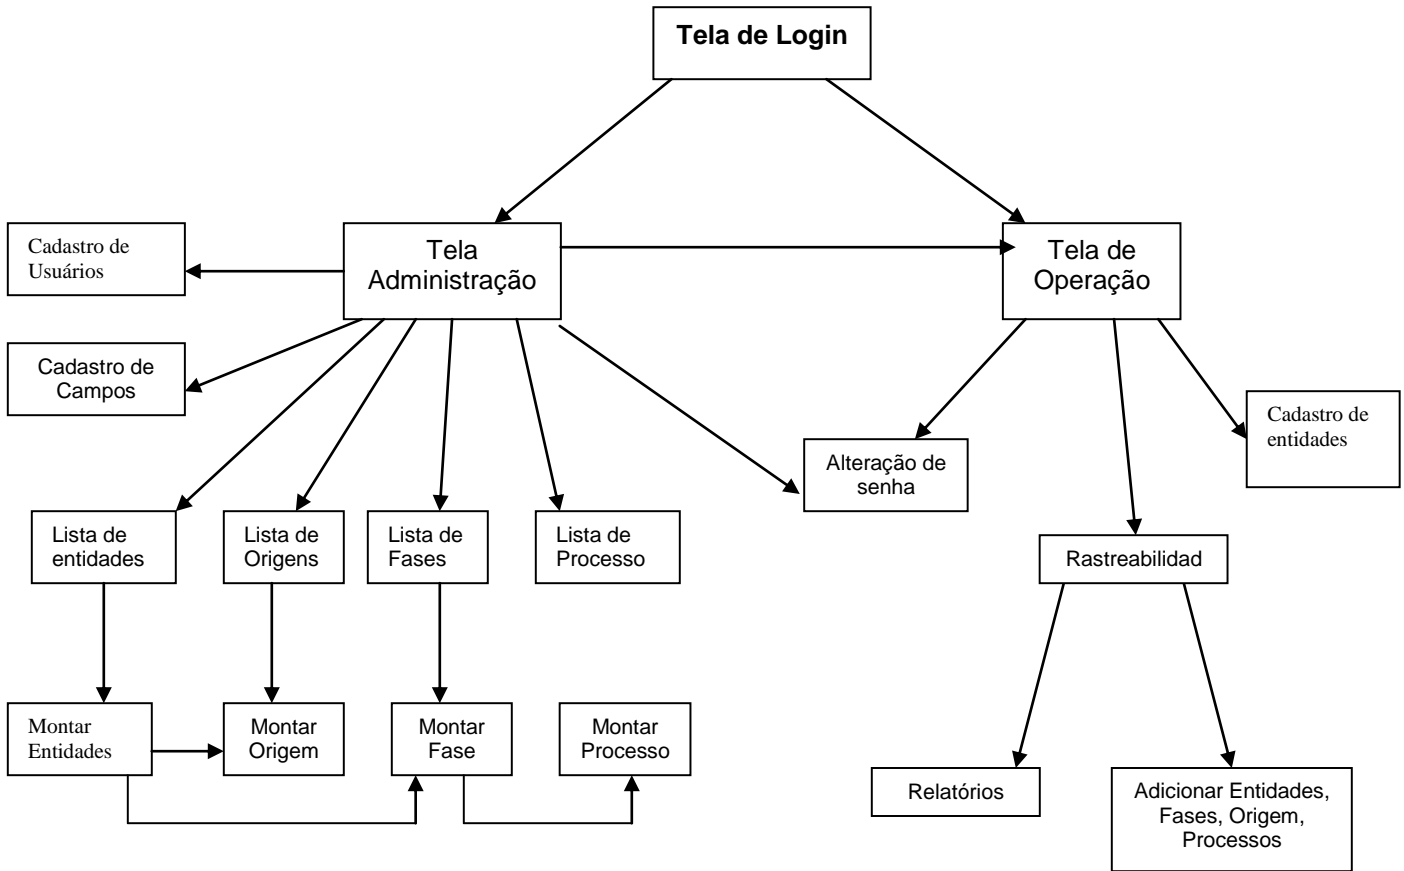 Tela de Login
Cadastro de
Usuários
Tela
Administração
Tela de
Operação
Cadastro de
Campos
Cadastro de
entidades
Alteração de
senha
Lista de
entidades
Lista de
Origens
Lista de
Fases
Lista de
Processo
Rastreabilidad
Montar
Entidades
Montar
Origem
Montar
Fase
Montar
Processo
Relatórios
Adicionar Entidades,
Fases, Origem,
Processos